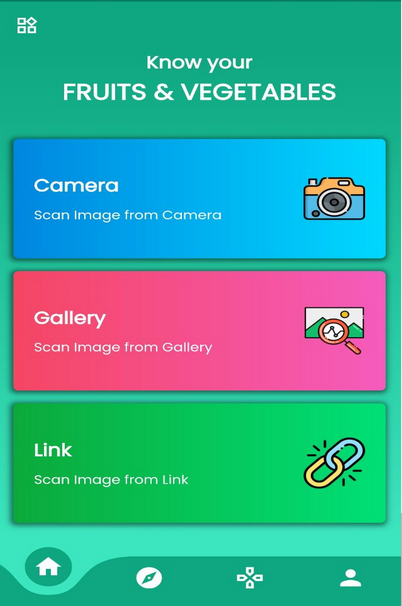 Know your
FRUITS & VEGETABLES
Camera
Scan Image from Camera
Gallery
Scan Image from Gallery
Link
Scan Image from Link